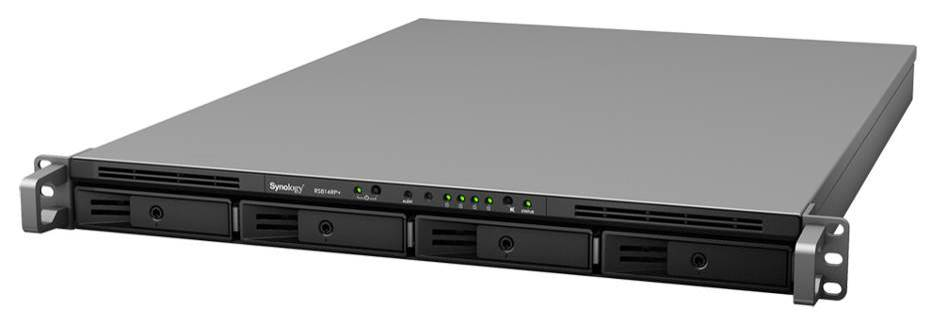 Synology
RS814RP+
ALERT
STATUS